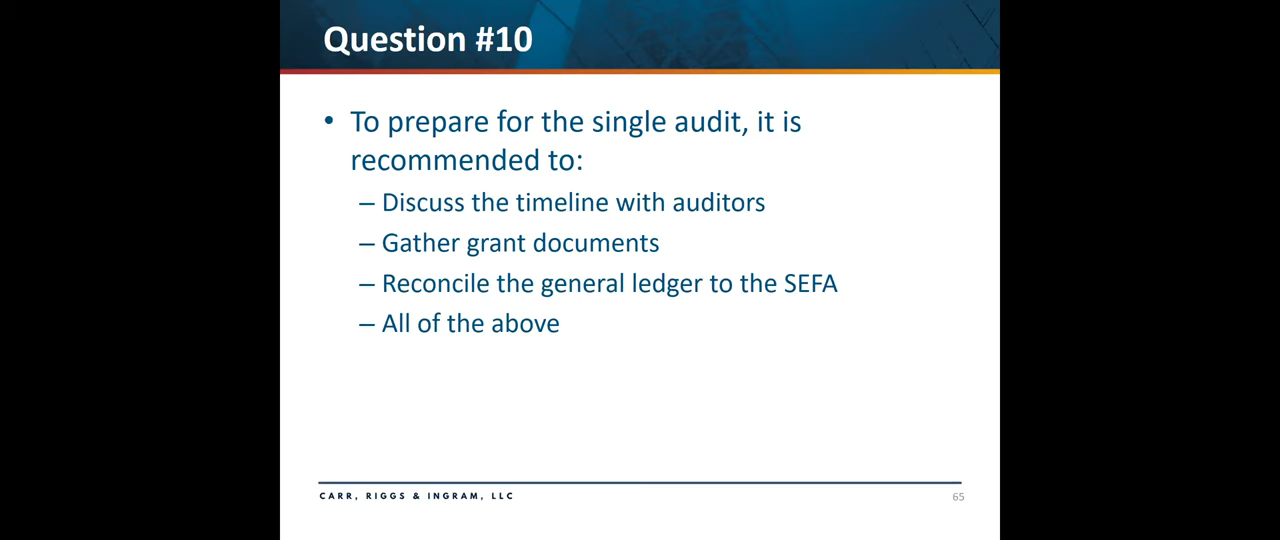 Question #10
• To prepare for the single audit, it is
recommended to:
– Discuss the timeline with auditors
– Gather grant documents
– Reconcile the general ledger to the SEFA
– All of the above
CARR, RIGGS & INGRAM, LLC
65